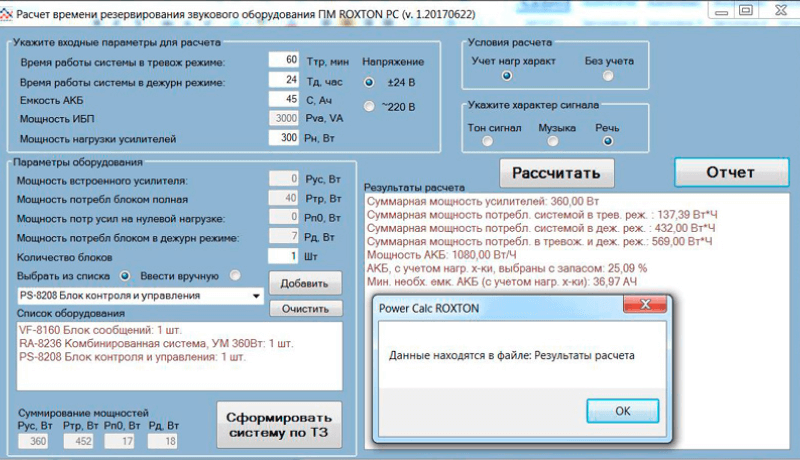 Расчет времени резервирования звукового оборудования ПМ ROXTON PC (v. 1.20170622)
Укажите входные параметры для расчета
Время работы системы в тревож режиме: 60 Ттр, мин Напряжение
Время работы системы в дежурн режиме: 24 Тд, час ±24 В
Емкость АКБ 45 С, Ач
Мощность ИБП 3000 Pva, VA ~220 В
Мощность нагрузки усилителей 300 Рн, Вт
Условия расчета
Учет нагр характ Без учета
Укажите характер сигнала
Тон сигнал Музыка Речь
Рассчитать Отчет
Параметры оборудования
Мощность встроенного усилителя: 0 Рус, Вт
Мощность потребл блоком полная 40 Ртр, Вт
Мощность потр усил на нулевой нагрузке: 0 Рп0, Вт
Мощность потребл блоком в дежурн режиме: 7 Рд, Вт
Количество блоков 1 Шт
Выбрать из списка Ввести вручную
Добавить
PS-8208 Блок контроля и управления
Очистить
Список оборудования
VF-8160 Блок сообщений: 1 шт.
RA-8236 Комбинированная система, УМ 360Вт: 1 шт.
PS-8208 Блок контроля и управления: 1 шт.
Суммирование мощностей
Рус, Вт Ртр, Вт Рп0, Вт Рд, Вт
360 452 17 18
Сформировать
систему по ТЗ
Результаты расчета
Суммарная мощность усилителей: 360,00 Вт
Суммарная мощность потребл. системой в трев. реж. : 137,39 Вт*Ч
Суммарная мощность потребл. системой в деж. реж. : 432,00 Вт*Ч
Суммарная мощность потребл. в тревож. и деж. реж.: 569,00 Вт*Ч
Мощность АКБ: 1080,00 Вт/Ч
АКБ, с учетом нагр. х-ки, выбраны с запасом: 25,09 %
Мин. необх. емк. АКБ (с учетом нагр. х-ки): 36,97 АЧ
Power Calc ROXTON
Данные находятся в файле: Результаты расчета
OK